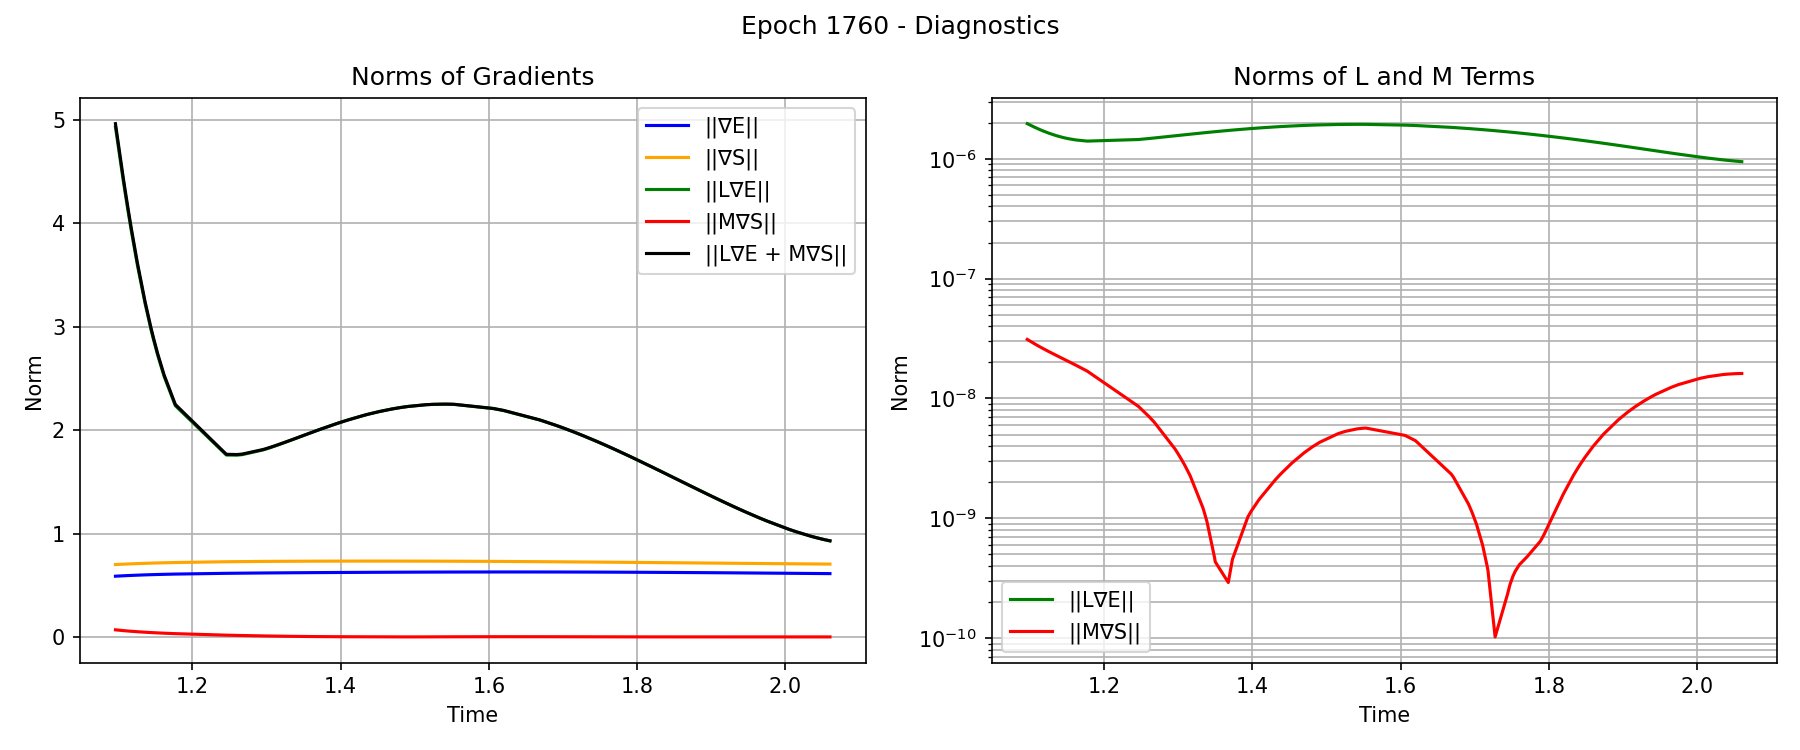 Epoch 1760 - Diagnostics
Norms of Gradients
Norm
5
4
3
2
1
0
||∇E||
||∇S||
||L∇E||
||M∇S||
||L∇E + M∇S||
1.2 1.4 1.6 1.8 2.0
Time
Norms of L and M Terms
Norm
10⁻⁶
10⁻⁷
10⁻⁸
10⁻⁹
10⁻¹⁰
||L∇E||
||M∇S||
1.2 1.4 1.6 1.8 2.0
Time